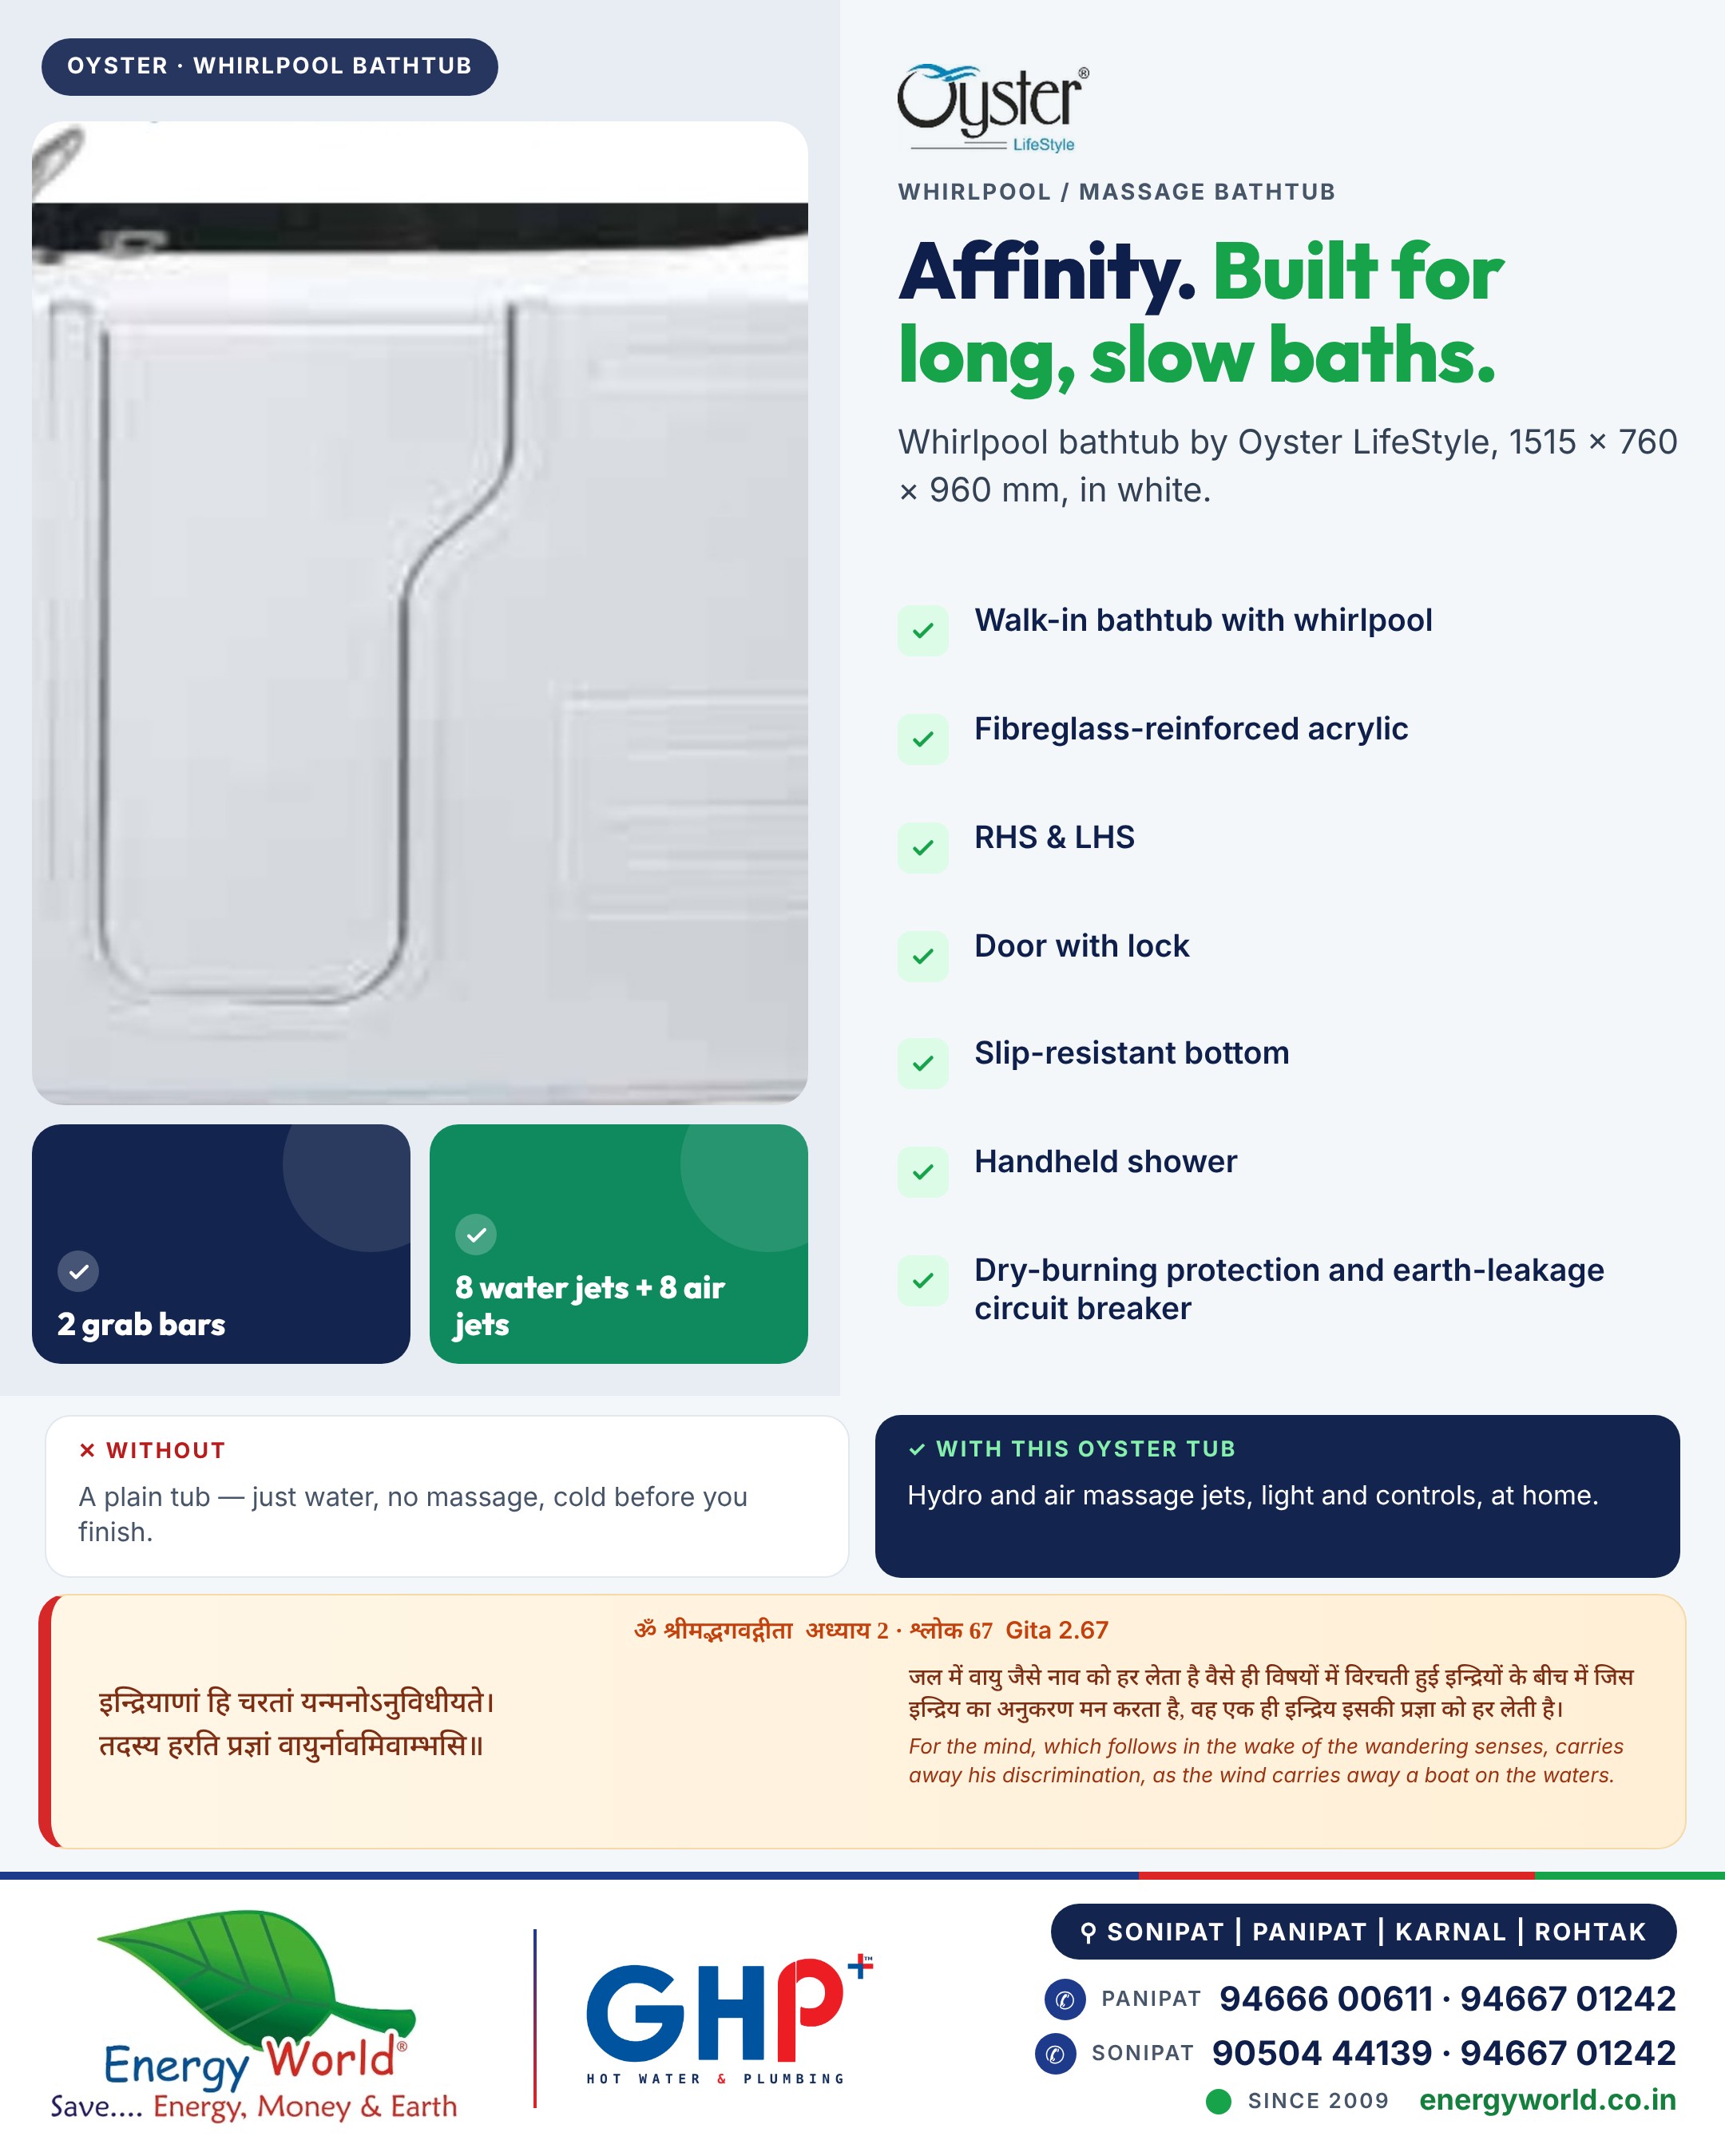 OYSTER · WHIRLPOOL BATHTUB
Oyster®
LifeStyle
WHIRLPOOL / MASSAGE BATHTUB
Affinity. Built for
long, slow baths.
Whirlpool bathtub by Oyster LifeStyle, 1515 × 760
× 960 mm, in white.
Walk-in bathtub with whirlpool
Fibreglass-reinforced acrylic
RHS & LHS
Door with lock
Slip-resistant bottom
Handheld shower
Dry-burning protection and earth-leakage
circuit breaker
2 grab bars
8 water jets + 8 air
jets
× WITHOUT
A plain tub — just water, no massage, cold before you
finish.
✓ WITH THIS OYSTER TUB
Hydro and air massage jets, light and controls, at home.
ॐ श्रीमद्भगवद्गीता अध्याय 2 · श्लोक 67 Gita 2.67
इन्द्रियाणां हि चरतां यन्मनोऽनुविधीयते।
तदस्य हरति प्रज्ञां वायुर्नावमिवाम्भसि॥
जल में वायु जैसे नाव को हर लेता है वैसे ही विषयों में विरचती हुई इन्द्रियों के बीच में जिस
इन्द्रिय का अनुकरण मन करता है, वह एक ही इन्द्रिय इसकी प्रज्ञा को हर लेती है।
For the mind, which follows in the wake of the wandering senses, carries
away his discrimination, as the wind carries away a boat on the waters.
Energy World®
Save.... Energy, Money & Earth
GHP+™
HOT WATER & PLUMBING
SONIPAT | PANIPAT | KARNAL | ROHTAK
PANIPAT 94666 00611 · 94667 01242
SONIPAT 90504 44139 · 94667 01242
SINCE 2009 energyworld.co.in